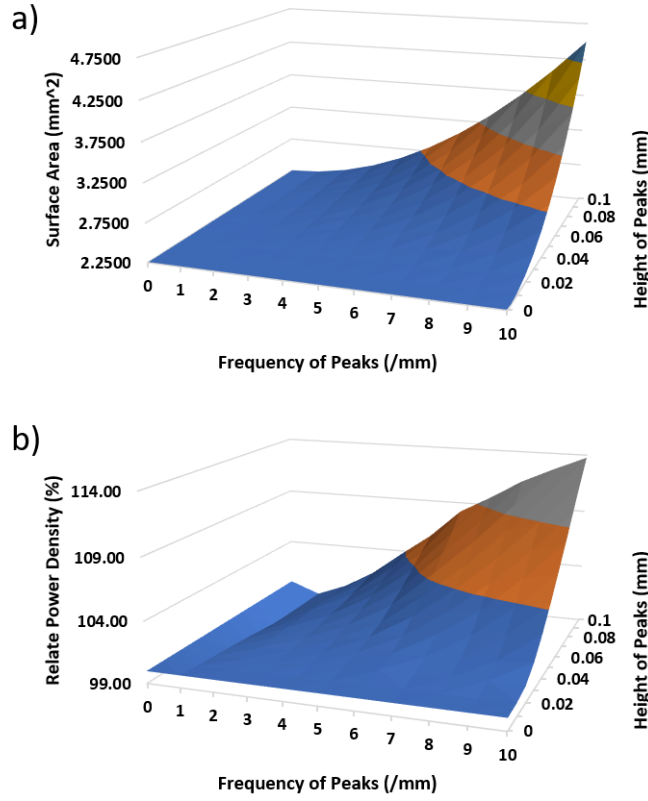 a)
Surface Area (mm^2)
4.7500
4.2500
3.7500
3.2500
2.7500
2.2500
0 1 2 3 4 5 6 7 8 9 10
Frequency of Peaks (/mm)
0.1
0.08
0.06
0.04
0.02
0
Height of Peaks (mm)
b)
Relate Power Density (%)
114.00
109.00
104.00
99.00
0 1 2 3 4 5 6 7 8 9 10
Frequency of Peaks (/mm)
0.1
0.08
0.06
0.04
0.02
0
Height of Peaks (mm)